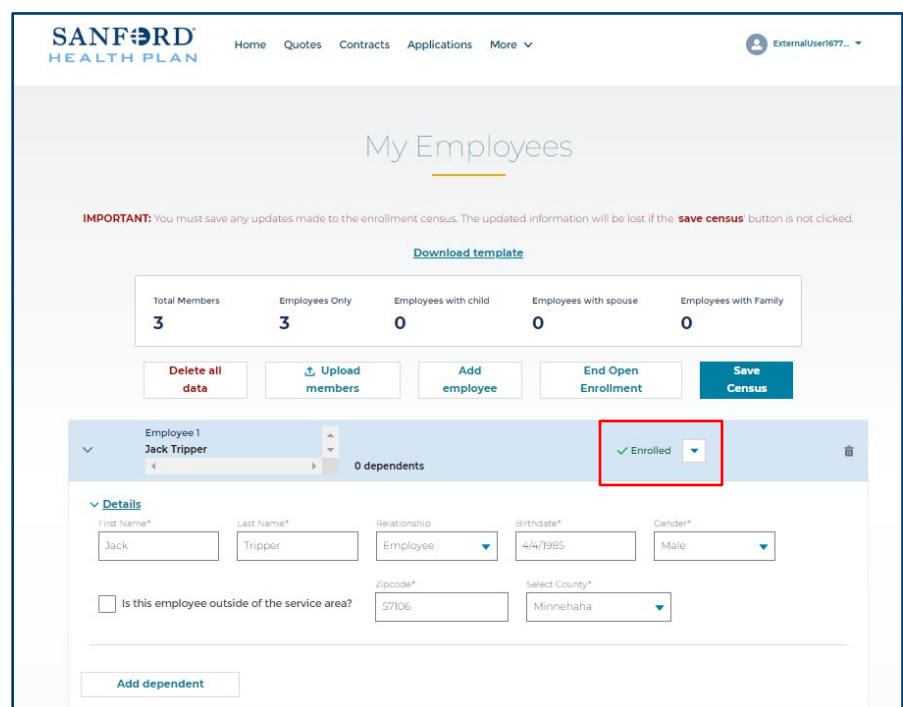 SANFORD
HEALTH PLAN
Home Quotes Contracts Applications More
ExternalUser1677...
My Employees
IMPORTANT: You must save any updates made to the enrollment census. The updated information will be lost if the 'save census' button is not clicked.
Download template
Total Members Employees Only Employees with child Employees with spouse Employees with Family
3 3 0 0 0
Delete all data
Upload members
Add employee
End Open Enrollment
Save Census
Employee 1
Jack Tripper
0 dependents
Enrolled
Details
First Name* Last Name* Relationship Birthdate* Gender*
Jack Tripper Employee 4/4/1985 Male
Zipcode* Select County*
Is this employee outside of the service area? 57106 Minnehaha
Add dependent